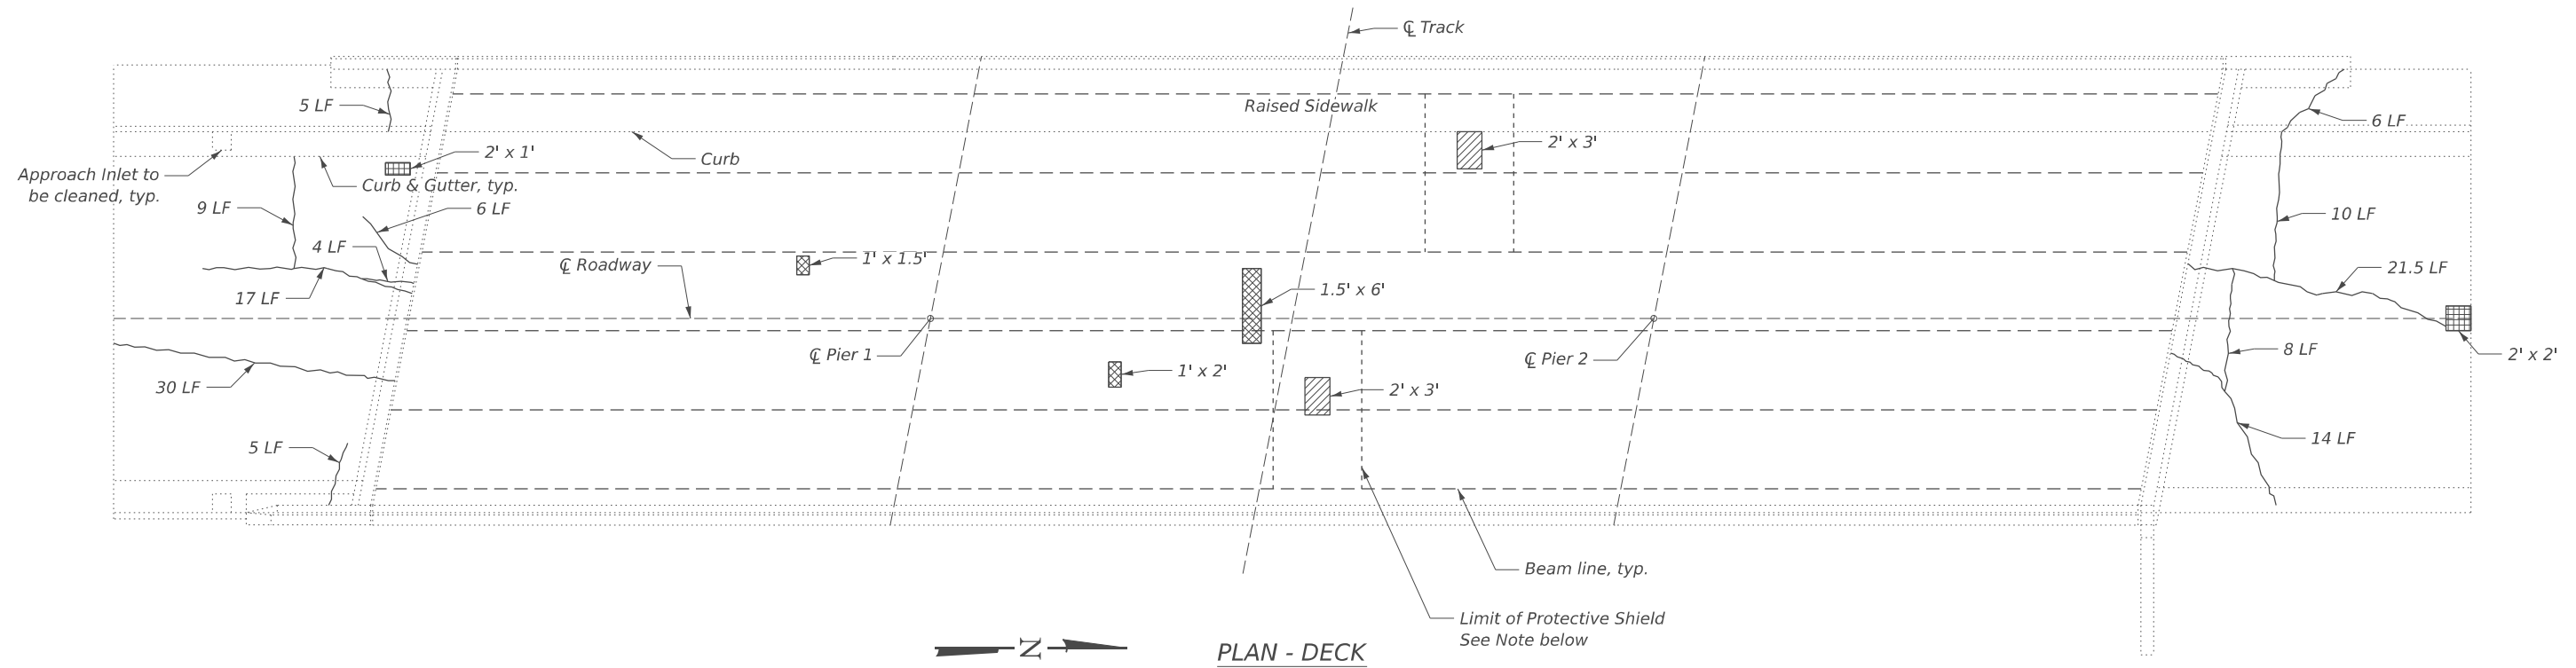 ℄ Track
5 LF
Raised Sidewalk
6 LF
2' x 1'
Curb
2' x 3'
Approach Inlet to
be cleaned, typ.
Curb & Gutter, typ.
9 LF
6 LF
10 LF
4 LF
℄ Roadway
1' x 1.5'
21.5 LF
17 LF
1.5' x 6'
℄ Pier 1
℄ Pier 2
8 LF
2' x 2'
30 LF
1' x 2'
2' x 3'
5 LF
14 LF
Beam line, typ.
Limit of Protective Shield
See Note below
N
PLAN - DECK